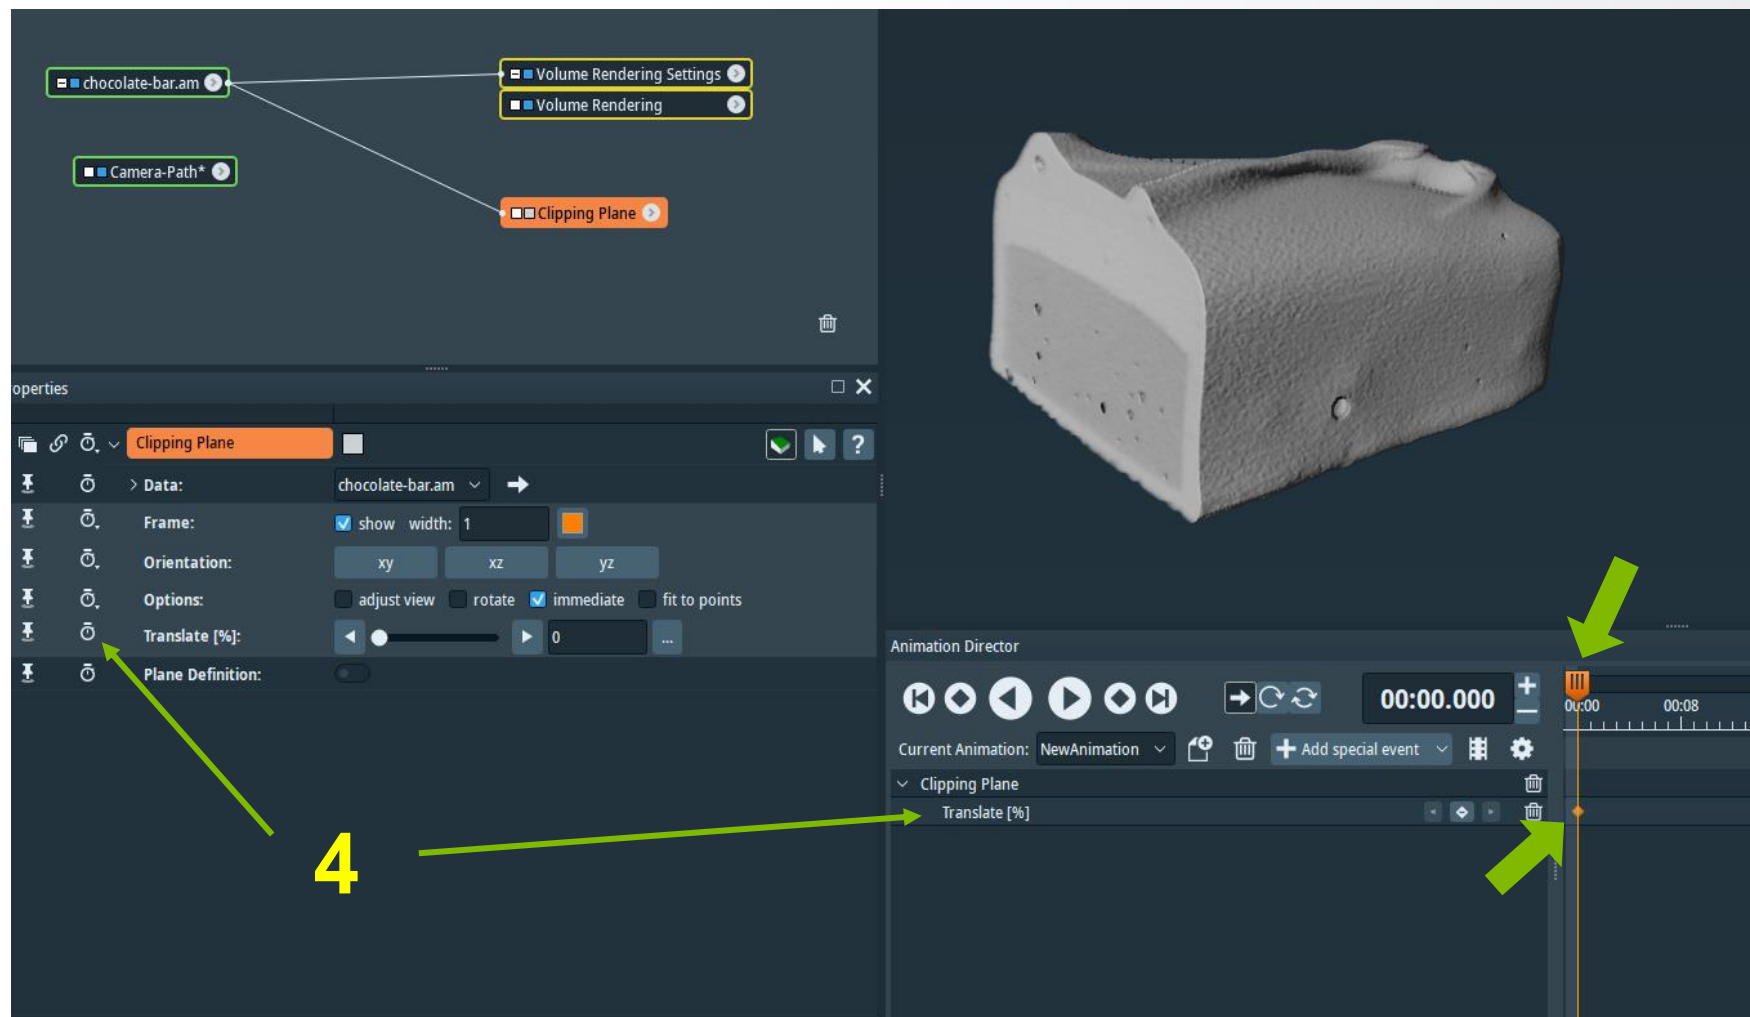 chocolate-bar.am
Volume Rendering Settings
Volume Rendering
Camera-Path*
Clipping Plane
operties
Clipping Plane
?
Data:
chocolate-bar.am
Frame:
show width: 1
Orientation:
xy xz yz
Options:
adjust view rotate immediate fit to points
Translate [%]:
0 ...
Plane Definition:
4
Animation Director
00:00.000
00:00 00:08
Current Animation: NewAnimation
Add special event
Clipping Plane
Translate [%]